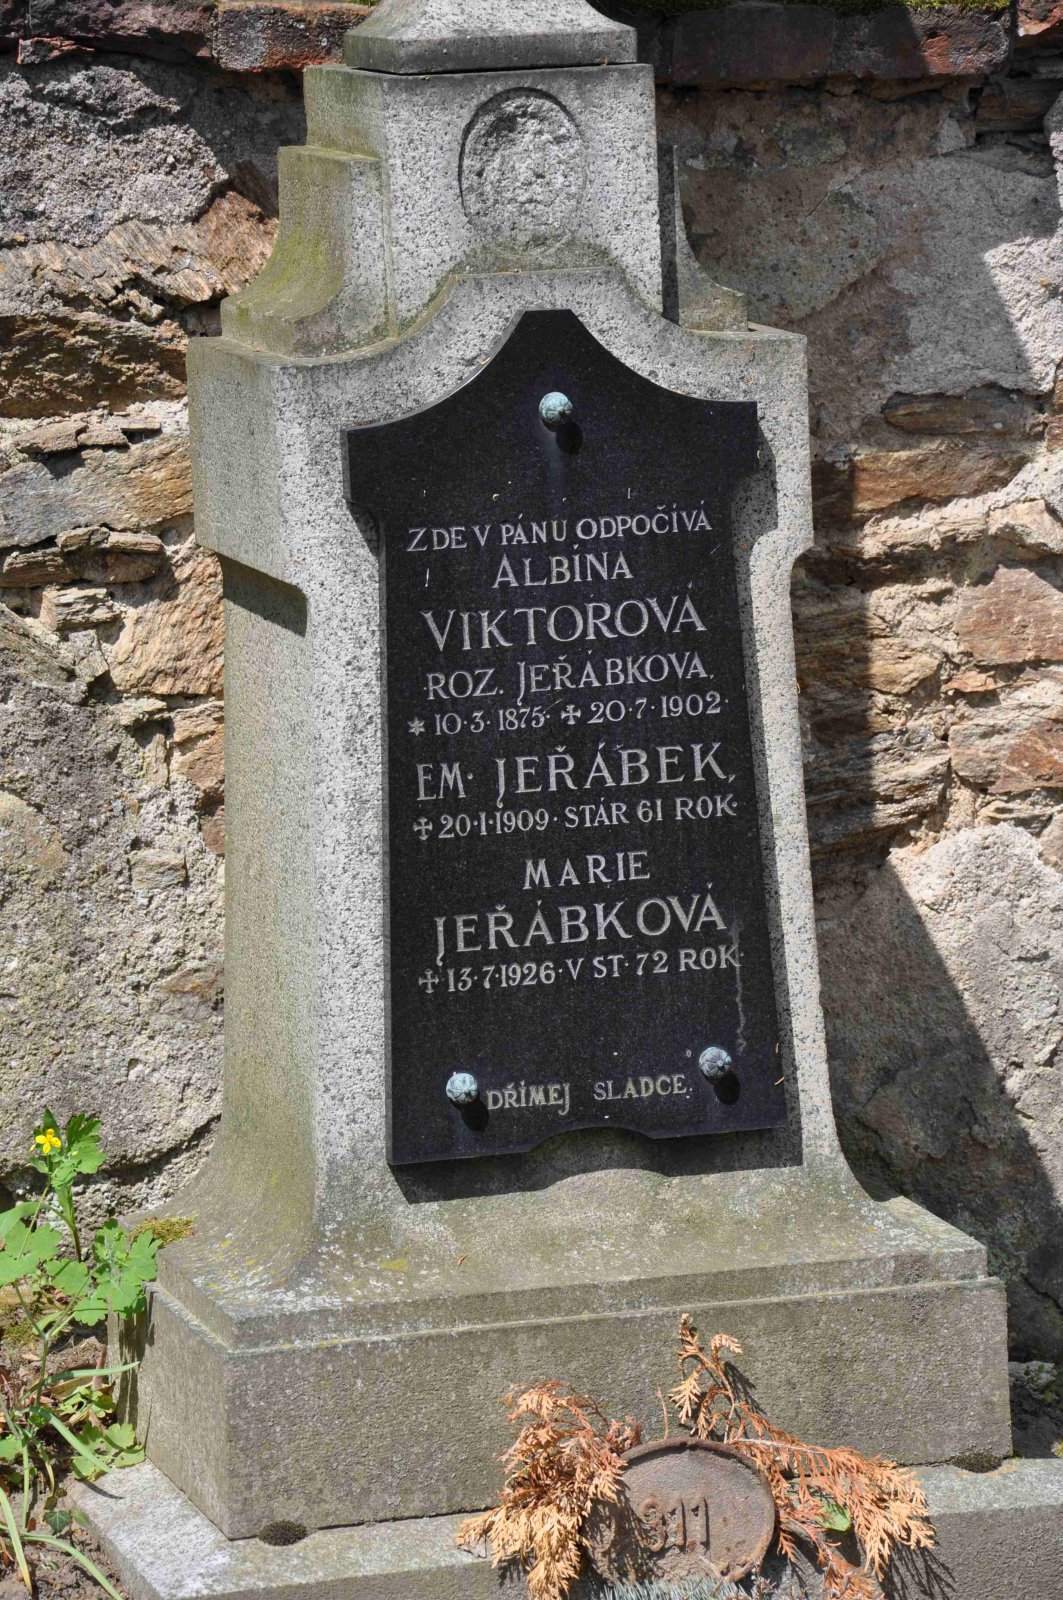 ZDE V PÁNU ODPOČÍVÁ
ALBÍNA
VIKTOROVÁ
ROZ. JEŘÁBKOVÁ.
* 10·3·1875· ✠ 20·7·1902·
EM· JEŘÁBEK,
✠ 20·1·1909· STÁR 61 ROK·
MARIE
JEŘÁBKOVÁ,
✠ 13·7·1926· V ST· 72 ROK·
DŘÍMEJ SLADCE.